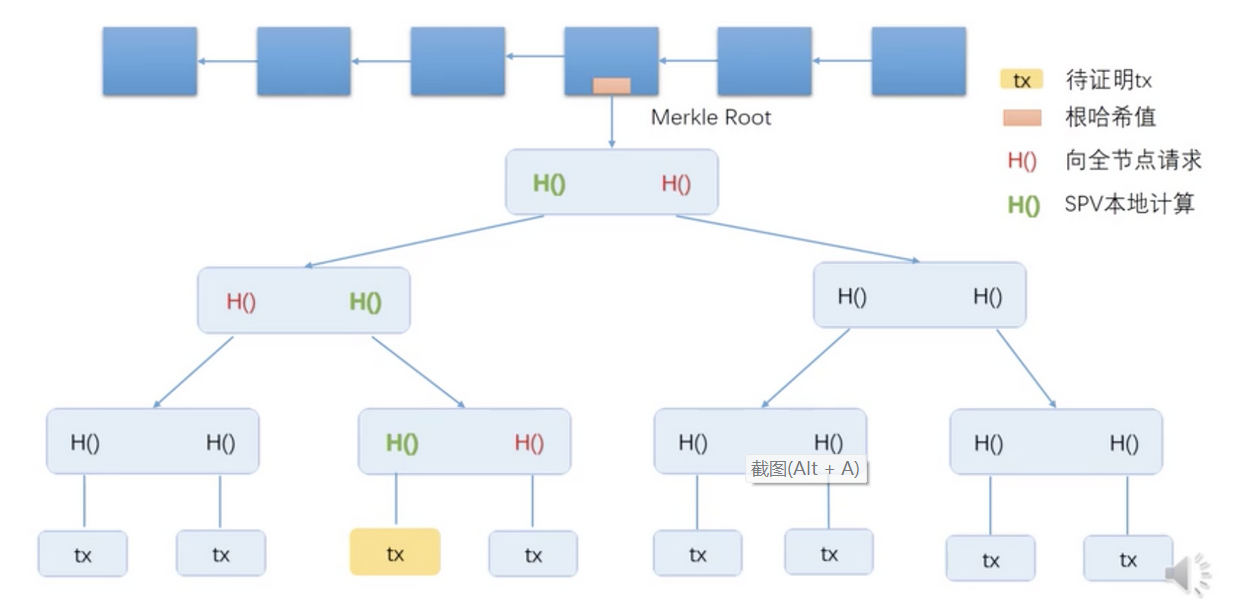 tx 待证明tx
Merkle Root 根哈希值
H() H() H() 向全节点请求
H() SPV本地计算
H() H() H() H()
H() H() H() H() H() H() H() H()
截图(Alt + A)
tx tx tx tx tx tx tx tx